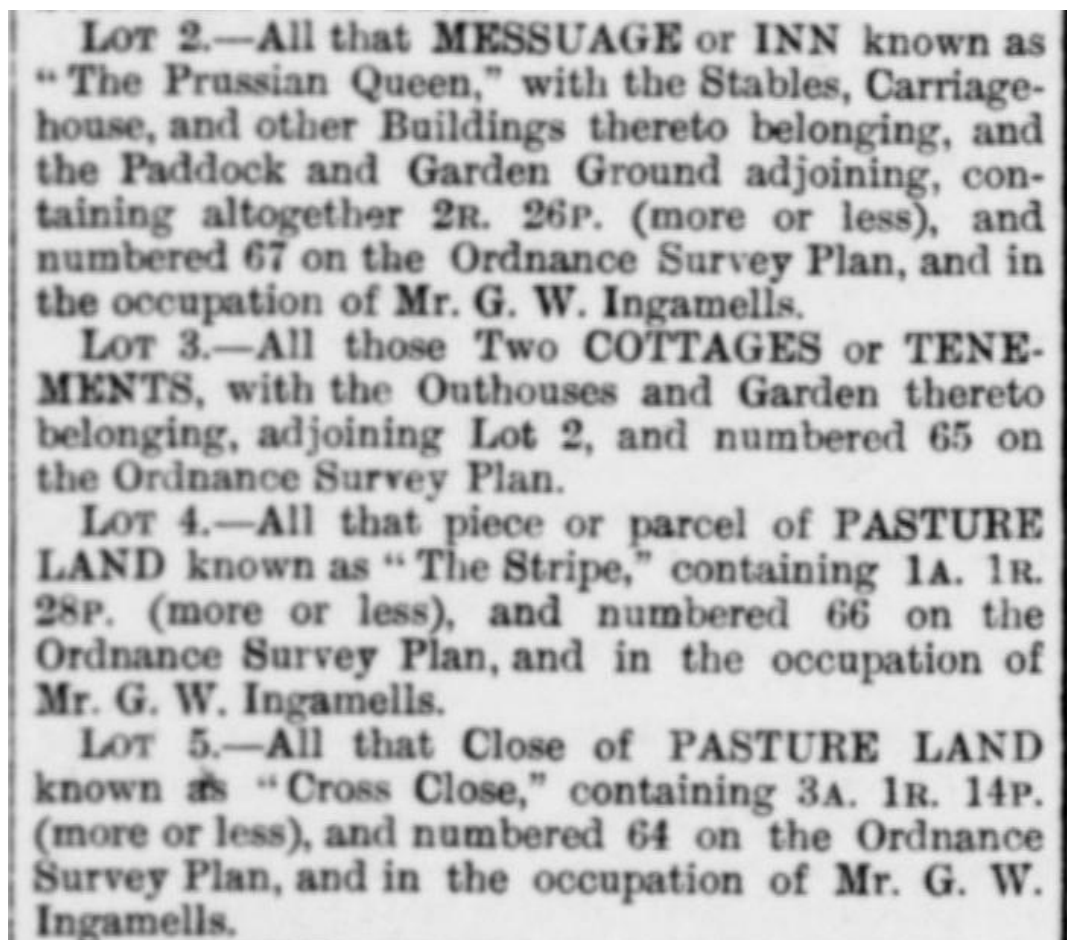 LOT 2.—All that MESSUAGE or INN known as
“The Prussian Queen,” with the Stables, Carriage-
house, and other Buildings thereto belonging, and
the Paddock and Garden Ground adjoining, con-
taining altogether 2R. 26P. (more or less), and
numbered 67 on the Ordnance Survey Plan, and in
the occupation of Mr. G. W. Ingamells.
LOT 3.—All those Two COTTAGES or TENE-
MENTS, with the Outhouses and Garden thereto
belonging, adjoining Lot 2, and numbered 65 on
the Ordnance Survey Plan.
LOT 4.—All that piece or parcel of PASTURE
LAND known as “The Stripe,” containing 1A. 1R.
28P. (more or less), and numbered 66 on the
Ordnance Survey Plan, and in the occupation of
Mr. G. W. Ingamells.
LOT 5.—All that Close of PASTURE LAND
known as “Cross Close,” containing 3A. 1R. 14P.
(more or less), and numbered 64 on the Ordnance
Survey Plan, and in the occupation of Mr. G. W.
Ingamells.